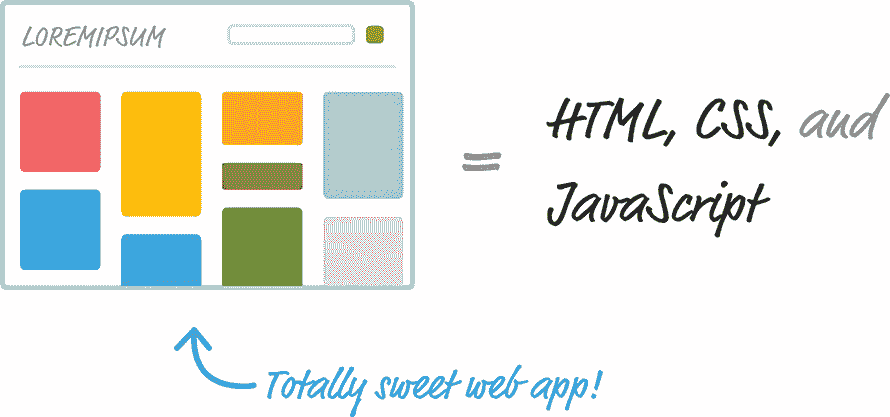 LOREMIPSUM
=
HTML, CSS, and
JavaScript
Totally sweet web app!